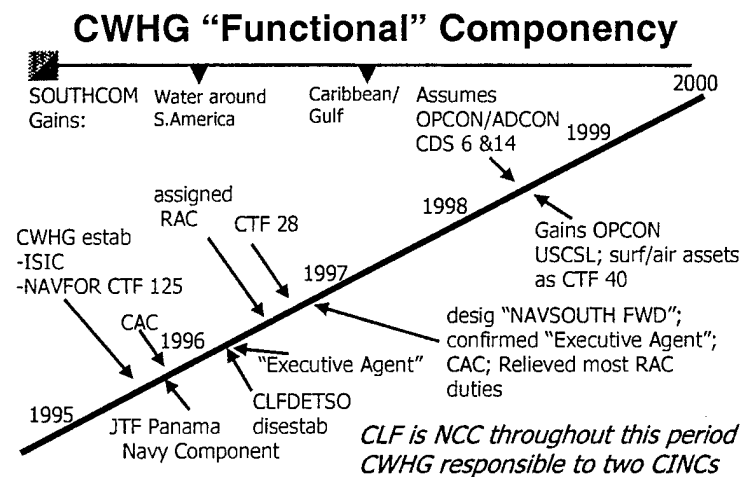 CWHG “Functional” Componency
2000
SOUTHCOM
Gains:
Water around
S.America
Caribbean/
Gulf
Assumes
OPCON/ADCON
CDS 6 &14
1999
assigned
RAC
CTF 28
1998
Gains OPCON
USCSL; surf/air assets
as CTF 40
CWHG estab
-ISIC
-NAVFOR CTF 125
1997
desig “NAVSOUTH FWD”;
confirmed “Executive Agent”;
CAC; Relieved most RAC
duties
CAC
1996
“Executive Agent”
CLFDETSO
disestab
1995
JTF Panama
Navy Component
CLF is NCC throughout this period
CWHG responsible to two CINCs